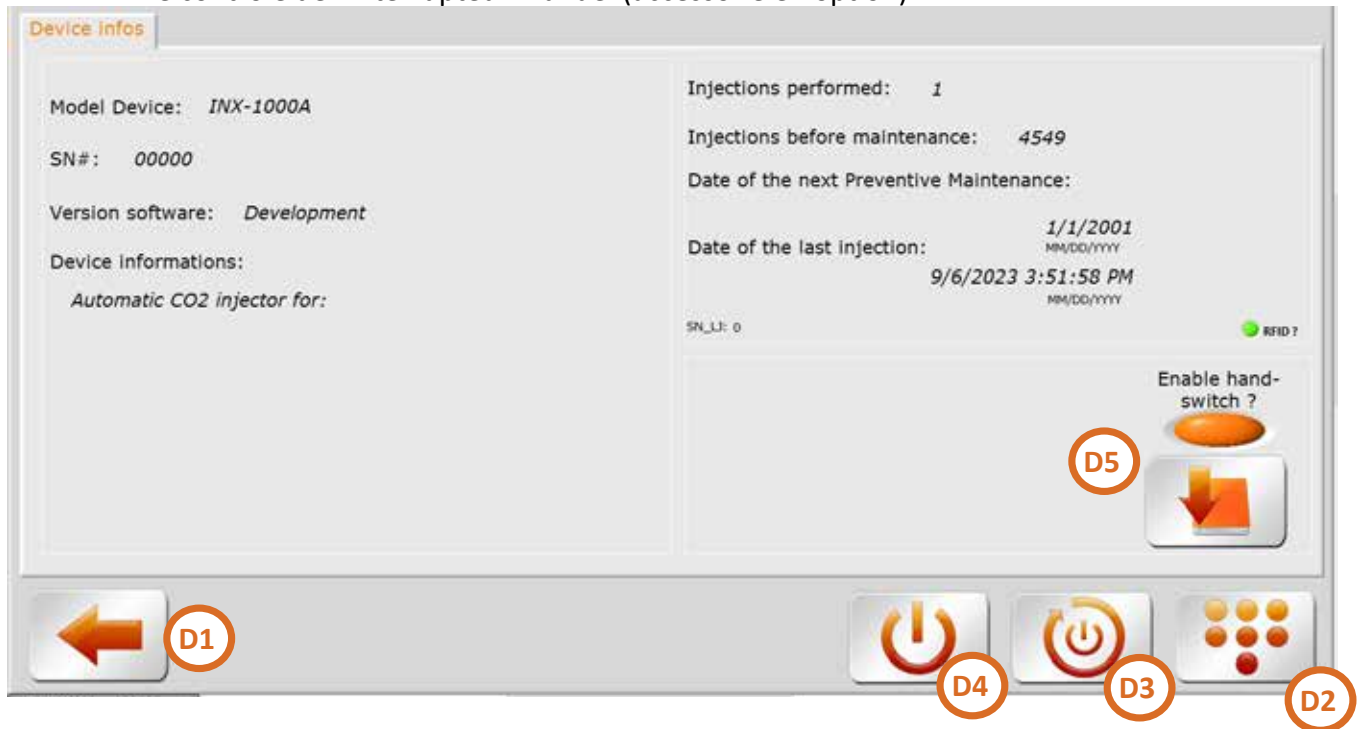 Device infos
Model Device: INX-1000A
SN#: 00000
Version software: Development
Device informations:
Automatic CO2 injector for:
Injections performed: 1
Injections before maintenance: 4549
Date of the next Preventive Maintenance:
1/1/2001
MM/DD/YYYY
Date of the last injection:
9/6/2023 3:51:58 PM
MM/DD/YYYY
SN_LJ: 0
RFID ?
Enable hand-
switch ?
D5
D1
D4
D3
D2